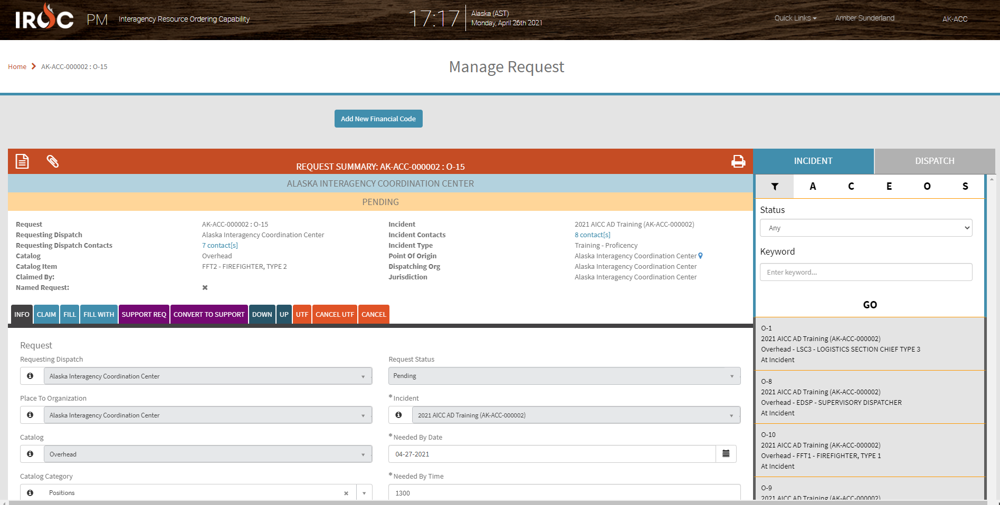 IROC PM Interagency Resource Ordering Capability
17:17
Alaska (AST)
Monday, April 26th 2021
Quick Links
Amber Sunderland
AK-ACC
Home AK-ACC-000002 : O-15
Manage Request
Add New Financial Code
REQUEST SUMMARY: AK-ACC-000002 : O-15
ALASKA INTERAGENCY COORDINATION CENTER
PENDING
Request AK-ACC-000002 : O-15
Requesting Dispatch Alaska Interagency Coordination Center
Requesting Dispatch Contacts 7 contact[s]
Catalog Overhead
Catalog Item FFT2 - FIREFIGHTER, TYPE 2
Claimed By:
Named Request:
Incident 2021 AICC AD Training (AK-ACC-000002)
Incident Contacts 8 contact[s]
Incident Type Training - Proficency
Point Of Origin Alaska Interagency Coordination Center
Dispatching Org Alaska Interagency Coordination Center
Jurisdiction Alaska Interagency Coordination Center
INFO CLAIM FILL FILL WITH SUPPORT REQ CONVERT TO SUPPORT DOWN UP UTF CANCEL UTF CANCEL
Request
Requesting Dispatch
Alaska Interagency Coordination Center
Request Status
Pending
Place To Organization
Alaska Interagency Coordination Center
* Incident
2021 AICC AD Training (AK-ACC-000002)
Catalog
Overhead
* Needed By Date
04-27-2021
Catalog Category
Positions
* Needed By Time
1300
INCIDENT DISPATCH
A C E O S
Status
Any
Keyword
Enter keyword...
GO
O-1
2021 AICC AD Training (AK-ACC-000002)
Overhead - LSC3 - LOGISTICS SECTION CHIEF TYPE 3
At Incident
O-8
2021 AICC AD Training (AK-ACC-000002)
Overhead - EDSP - SUPERVISORY DISPATCHER
At Incident
O-10
2021 AICC AD Training (AK-ACC-000002)
Overhead - FFT1 - FIREFIGHTER, TYPE 1
At Incident
O-9
2021 AICC AD Training (AK-ACC-000002)